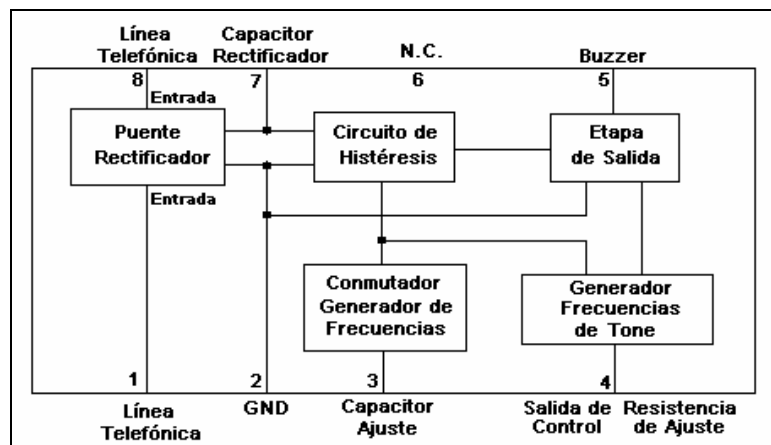 Línea
Telefónica
Capacitor
Rectificador
N.C.
Buzzer
8
7
6
5
Entrada
Puente
Rectificador
Circuito de
Histéresis
Etapa
de Salida
Entrada
Conmutador
Generador de
Frecuencias
Generador
Frecuencias
de Tone
1
2
3
4
Línea
Telefónica
GND
Capacitor
Ajuste
Salida de
Control
Resistencia
de Ajuste